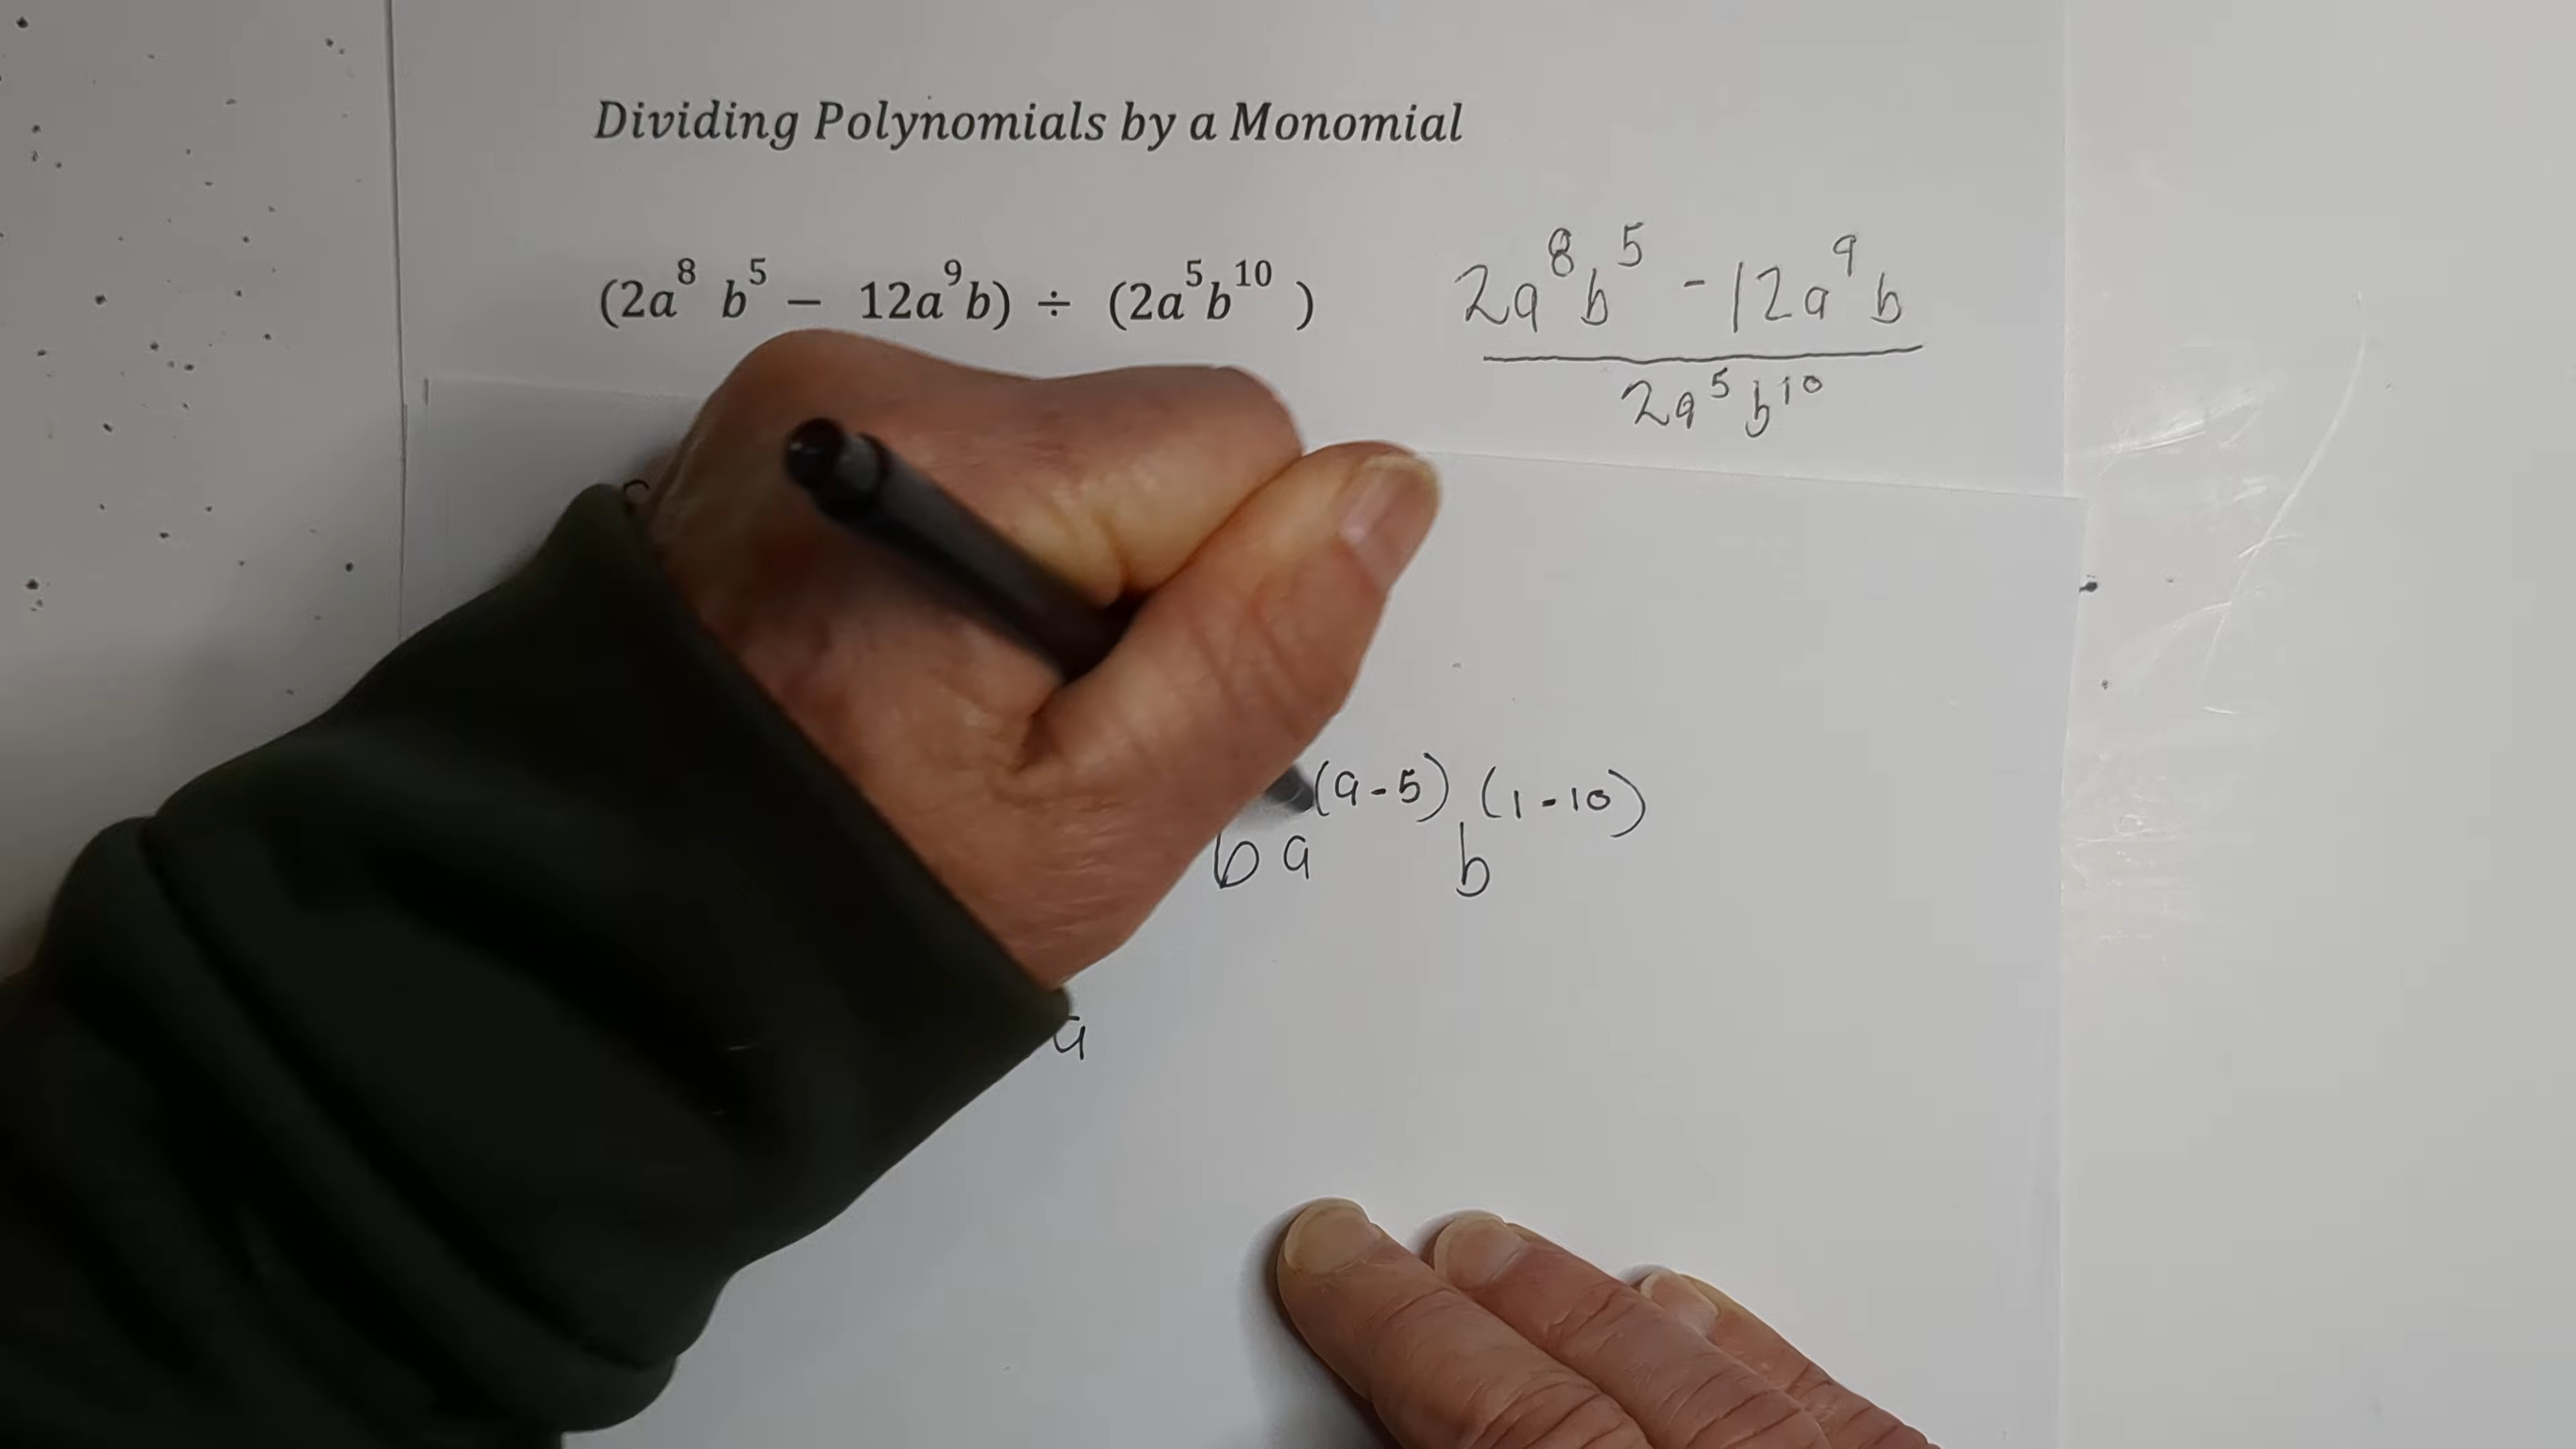 Dividing Polynomials by a Monomial
(2a⁸ b⁵ − 12a⁹b) ÷ (2a⁵b¹⁰ )
2a⁸b⁵ - 12a⁹b
2a⁵b¹⁰
6a⁽⁹⁻⁵⁾ b⁽¹⁻¹⁰⁾
a